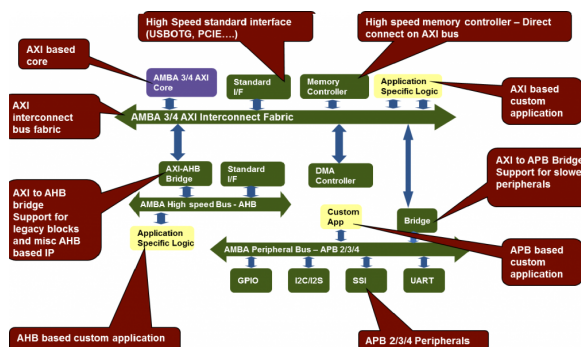 High Speed standard interface
(USBOTG, PCIE....)
High speed memory controller – Direct
connect on AXI bus
AXI based
core
AMBA 3/4 AXI
Core
Standard
I/F
Memory
Controller
Application
Specific Logic
AXI based
custom
application
AXI
interconnect
bus fabric
AMBA 3/4 AXI Interconnect Fabric
AXI-AHB
Bridge
Standard
I/F
DMA
Controller
AXI to APB Bridge
Support for slower
peripherals
AXI to AHB
bridge
Support for
legacy blocks
and misc AHB
based IP
AMBA High speed Bus - AHB
Custom
App
Bridge
Application
Specific Logic
AMBA Peripheral Bus – APB 2/3/4
APB based
custom
application
GPIO
I2C/I2S
SSI
UART
AHB based custom application
APB 2/3/4 Peripherals